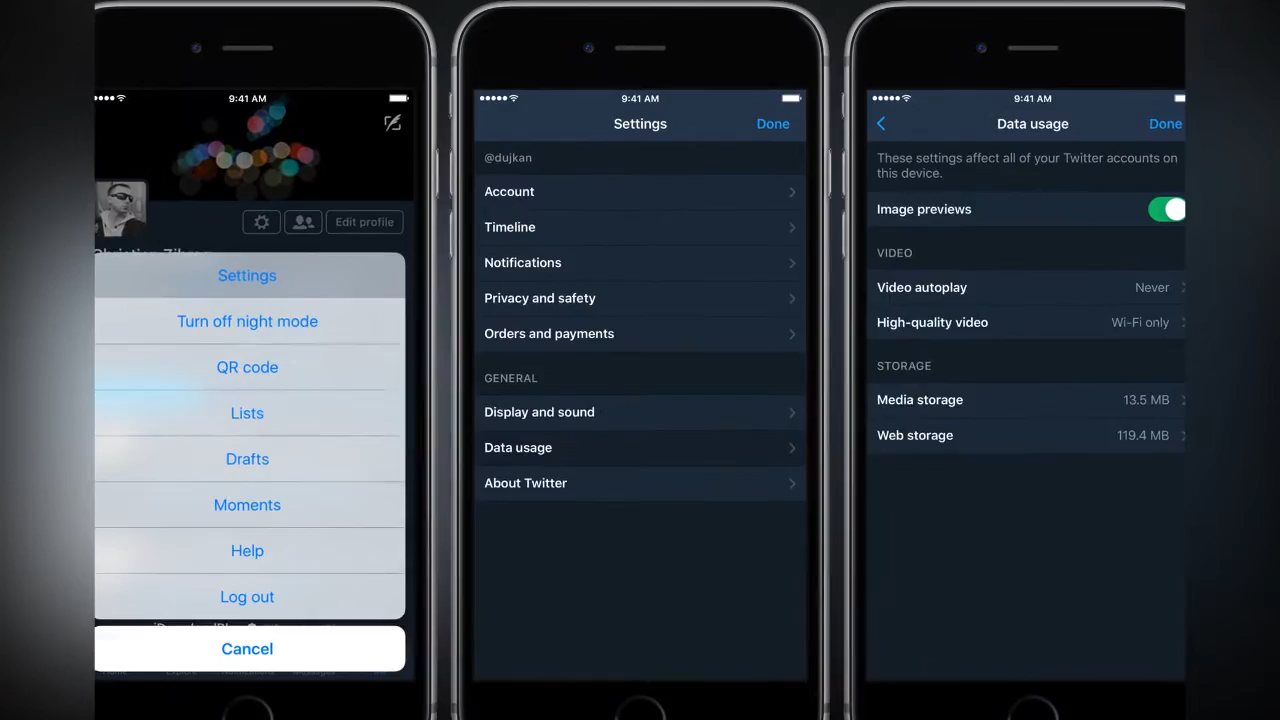 9:41 AM
Edit profile
Settings
Turn off night mode
QR code
Lists
Drafts
Moments
Help
Log out
Cancel
9:41 AM
Settings
Done
@dujkan
Account
Timeline
Notifications
Privacy and safety
Orders and payments
GENERAL
Display and sound
Data usage
About Twitter
9:41 AM
Data usage
Done
These settings affect all of your Twitter accounts on
this device.
Image previews
VIDEO
Video autoplay Never
High-quality video Wi-Fi only
STORAGE
Media storage 13.5 MB
Web storage 119.4 MB